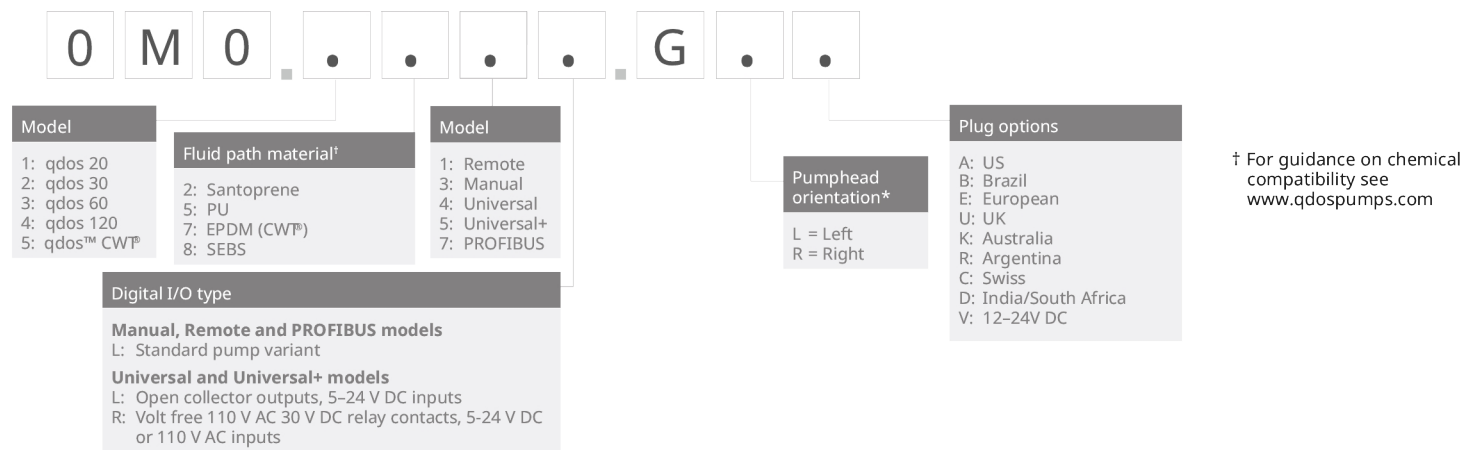 0 M 0 . . . . . . G . .
Model
1: qdos 20
2: qdos 30
3: qdos 60
4: qdos 120
5: qdos™ CWT®
Fluid path material†
2: Santoprene
5: PU
7: EPDM (CWT®)
8: SEBS
Model
1: Remote
3: Manual
4: Universal
5: Universal+
7: PROFIBUS
Digital I/O type
Manual, Remote and PROFIBUS models
L: Standard pump variant
Universal and Universal+ models
L: Open collector outputs, 5–24 V DC inputs
R: Volt free 110 V AC 30 V DC relay contacts, 5-24 V DC
or 110 V AC inputs
Pumphead
orientation*
L = Left
R = Right
Plug options
A: US
B: Brazil
E: European
U: UK
K: Australia
R: Argentina
C: Swiss
D: India/South Africa
V: 12–24V DC
† For guidance on chemical
compatibility see
www.qdospumps.com